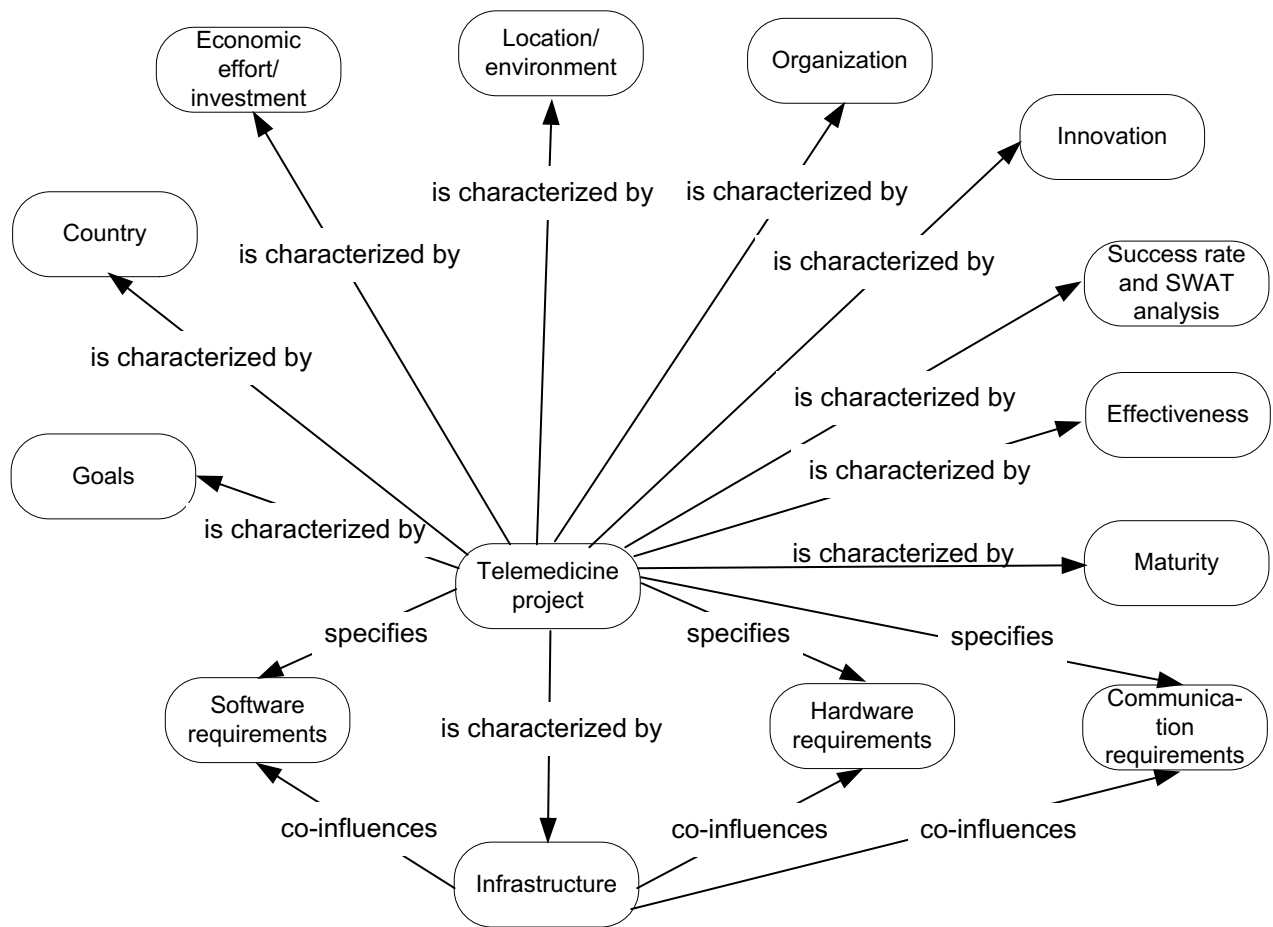 Economic
effort/
investment
Location/
environment
Organization
Innovation
is characterized by
is characterized by
Country
is characterized by
is characterized by
Success rate
and SWAT
analysis
is characterized by
is characterized by
Effectiveness
Goals
is characterized by
is characterized by
is characterized by
Maturity
Telemedicine
project
specifies
specifies
specifies
Software
requirements
is characterized by
Hardware
requirements
Communica-
tion
requirements
co-influences
co-influences
co-influences
Infrastructure